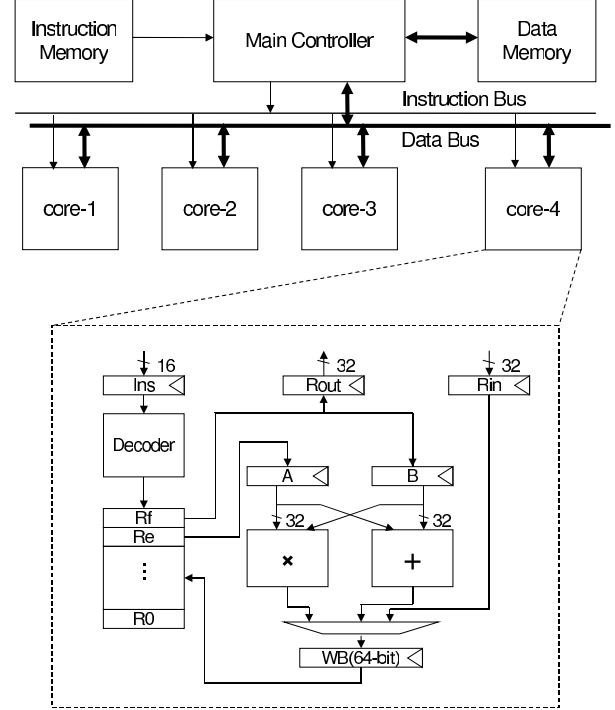 Instruction
Memory
Main Controller
Data
Memory
Instruction Bus
Data Bus
core-1
core-2
core-3
core-4
16
32
32
Ins
Rout
Rin
Decoder
A
B
Rf
32
32
Re
×
+
⋮
R0
WB(64-bit)